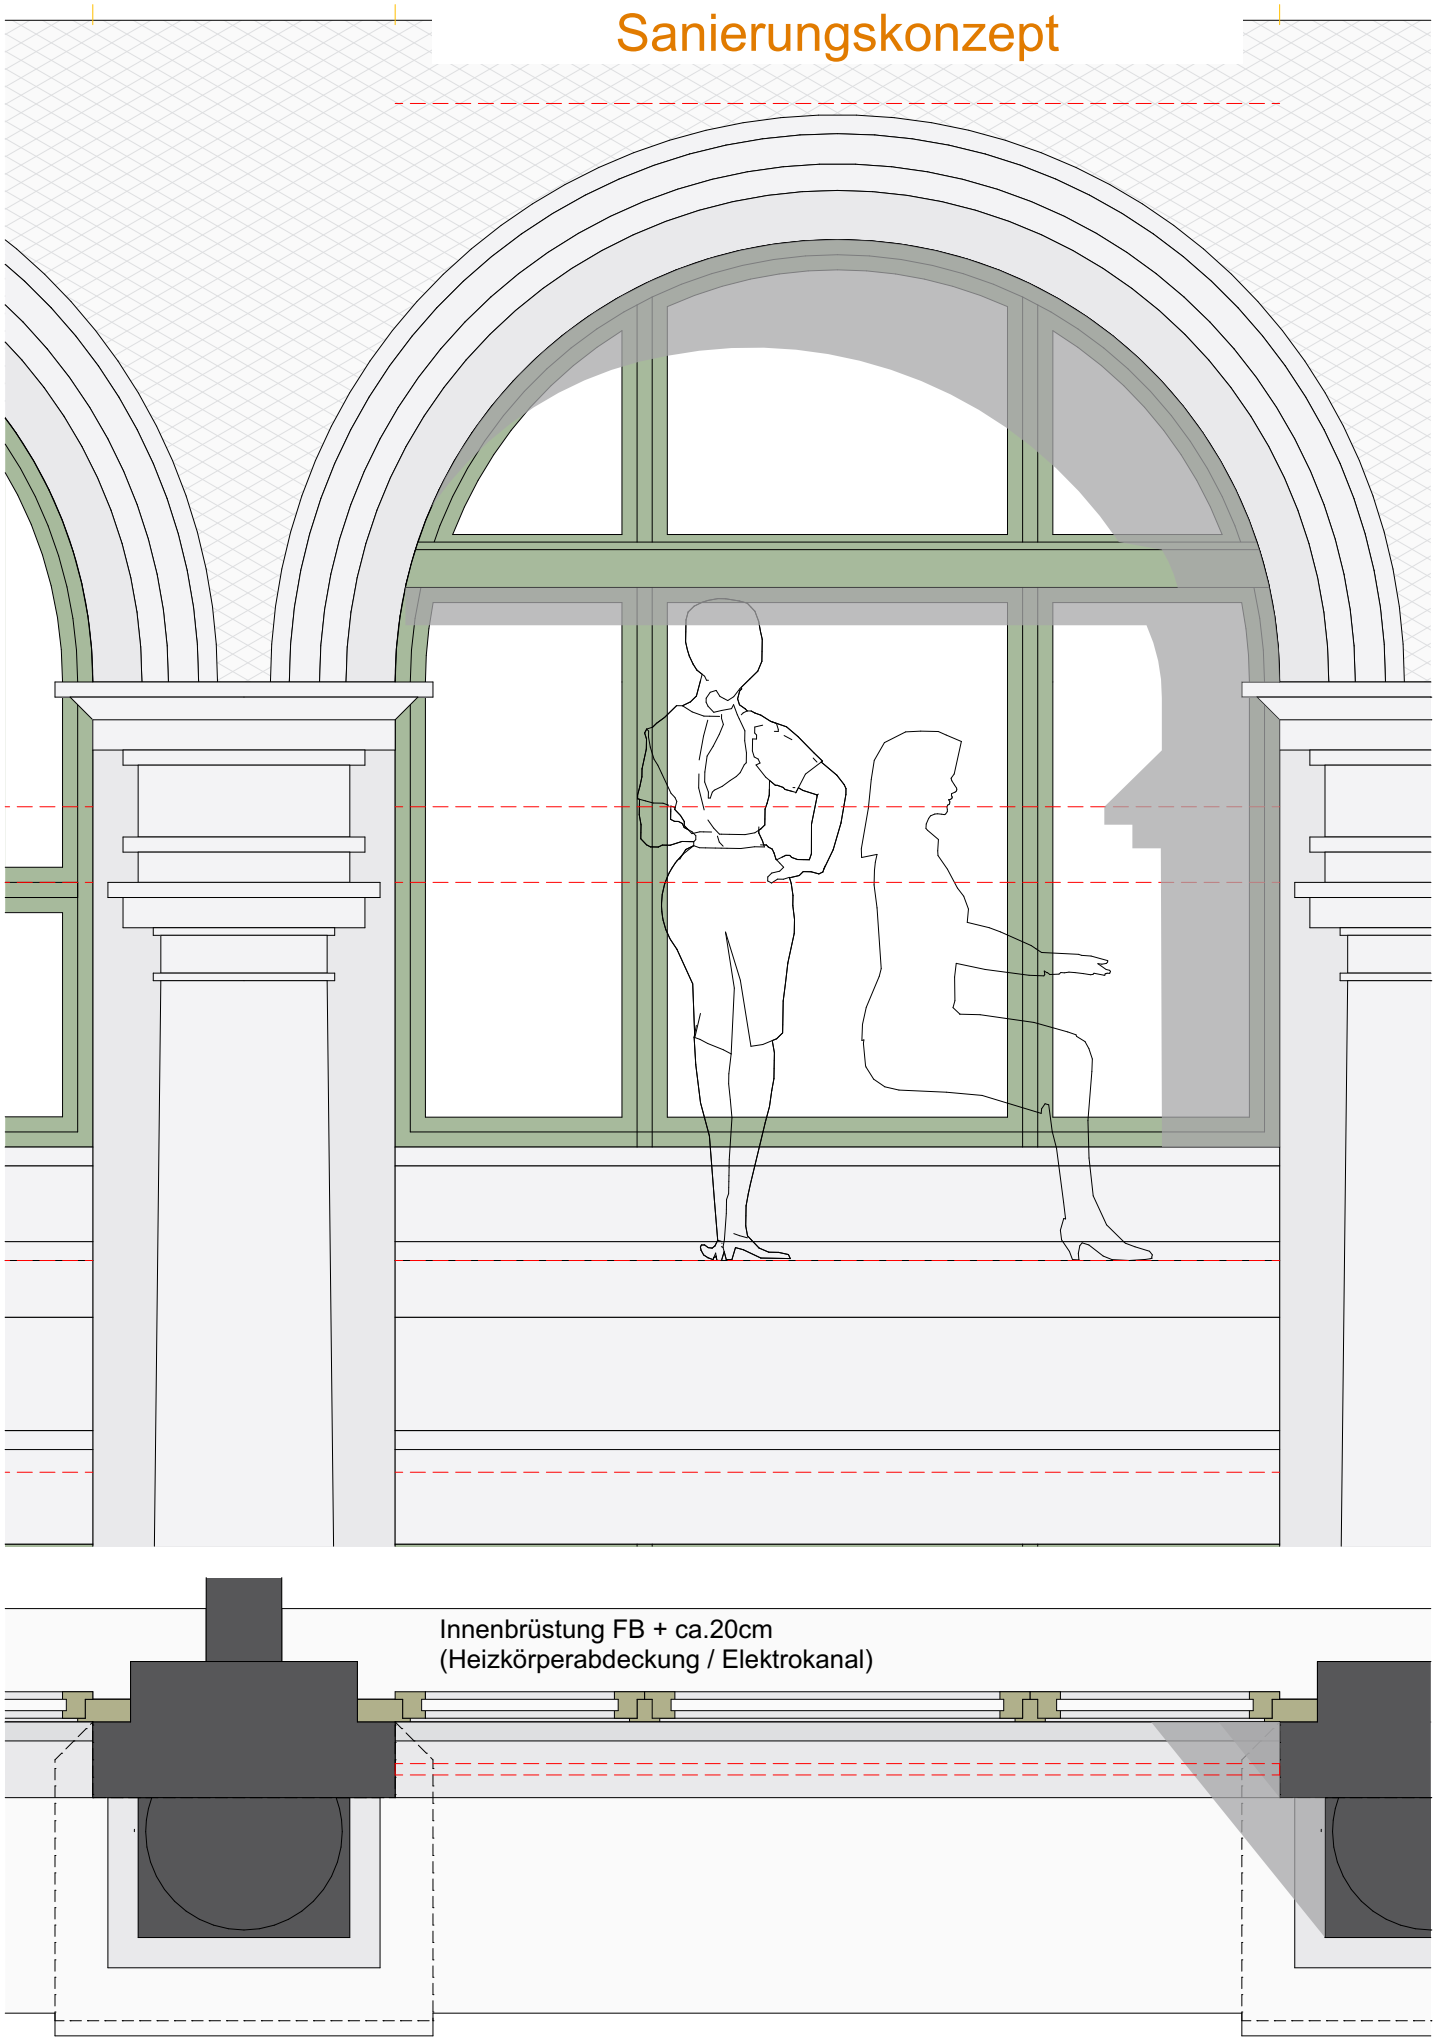 Sanierungskonzept
Innenbrüstung FB + ca.20cm
(Heizkörperabdeckung / Elektrokanal)